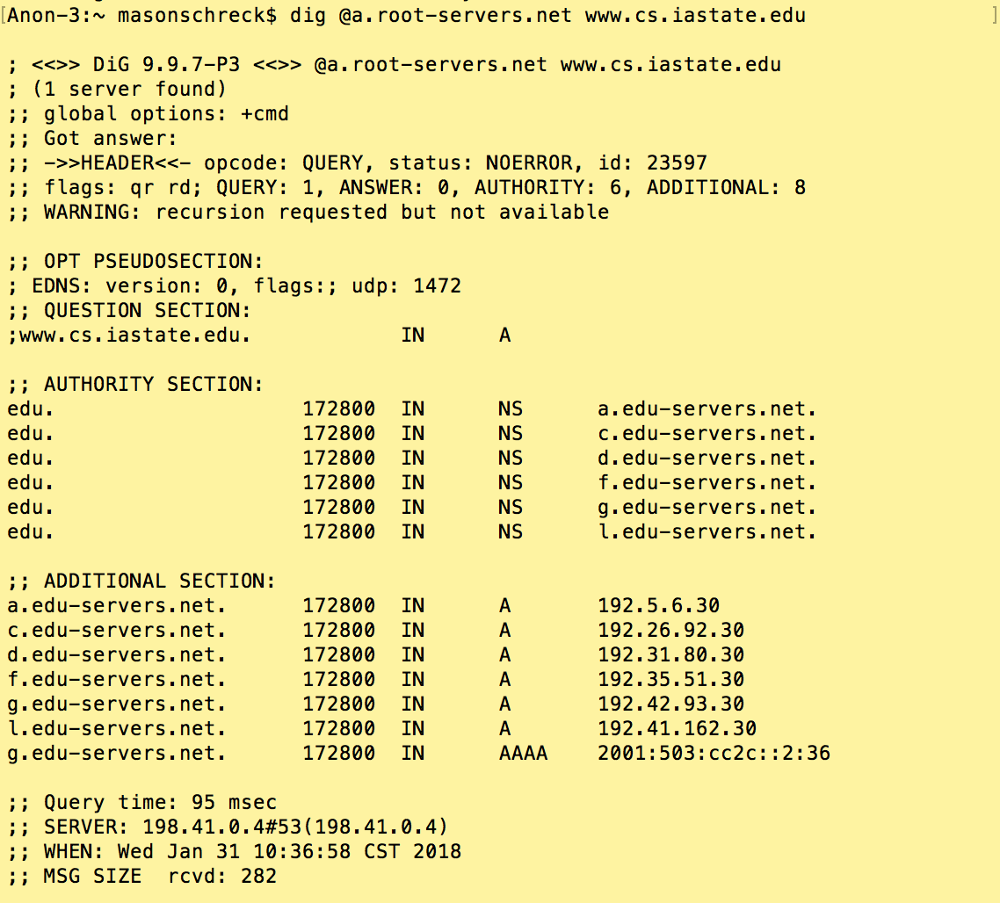 [Anon-3:~ masonschreck$ dig @a.root-servers.net www.cs.iastate.edu ]
; <<>> DiG 9.9.7-P3 <<>> @a.root-servers.net www.cs.iastate.edu
; (1 server found)
;; global options: +cmd
;; Got answer:
;; ->>HEADER<<- opcode: QUERY, status: NOERROR, id: 23597
;; flags: qr rd; QUERY: 1, ANSWER: 0, AUTHORITY: 6, ADDITIONAL: 8
;; WARNING: recursion requested but not available
;; OPT PSEUDOSECTION:
; EDNS: version: 0, flags:; udp: 1472
;; QUESTION SECTION:
;www.cs.iastate.edu. IN A
;; AUTHORITY SECTION:
edu. 172800 IN NS a.edu-servers.net.
edu. 172800 IN NS c.edu-servers.net.
edu. 172800 IN NS d.edu-servers.net.
edu. 172800 IN NS f.edu-servers.net.
edu. 172800 IN NS g.edu-servers.net.
edu. 172800 IN NS l.edu-servers.net.
;; ADDITIONAL SECTION:
a.edu-servers.net. 172800 IN A 192.5.6.30
c.edu-servers.net. 172800 IN A 192.26.92.30
d.edu-servers.net. 172800 IN A 192.31.80.30
f.edu-servers.net. 172800 IN A 192.35.51.30
g.edu-servers.net. 172800 IN A 192.42.93.30
l.edu-servers.net. 172800 IN A 192.41.162.30
g.edu-servers.net. 172800 IN AAAA 2001:503:cc2c::2:36
;; Query time: 95 msec
;; SERVER: 198.41.0.4#53(198.41.0.4)
;; WHEN: Wed Jan 31 10:36:58 CST 2018
;; MSG SIZE rcvd: 282